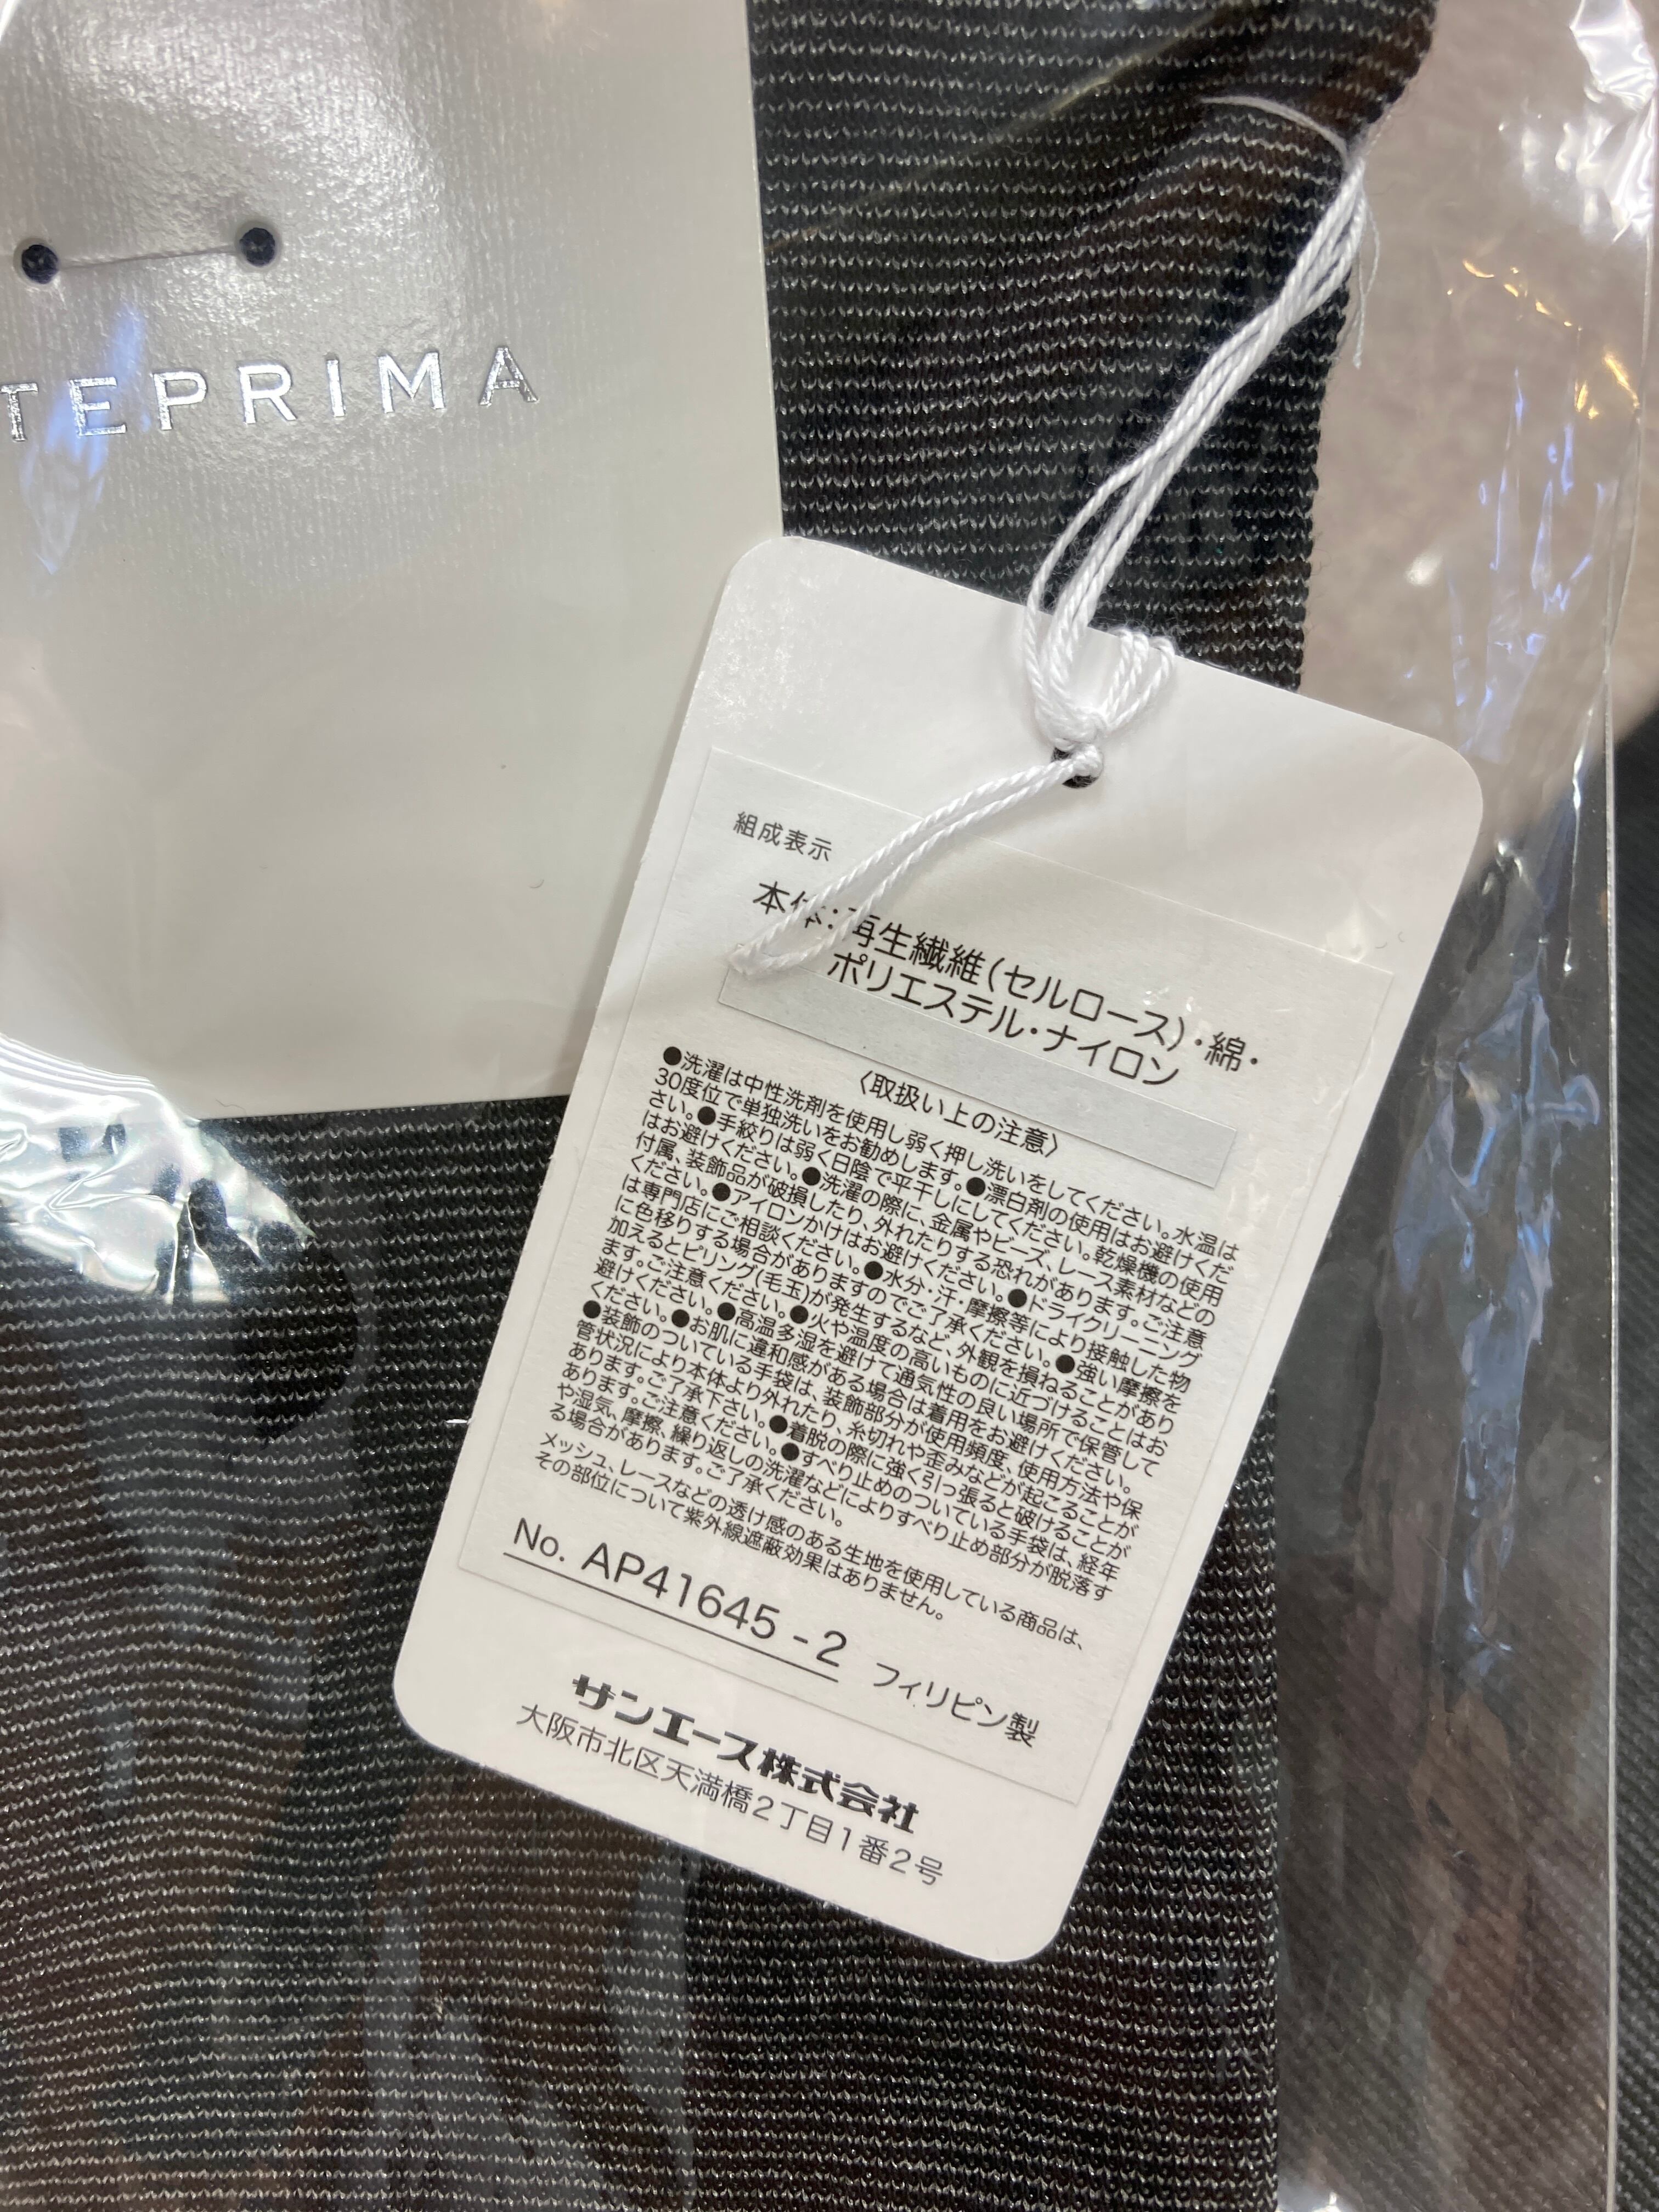 TEPRIMA
組成表示
本体:再生繊維(セルロース)・綿・
ポリエステル・ナイロン
〈取扱い上の注意〉
●洗濯は中性洗剤を使用し弱く押し洗いをしてください。水温は
30度位で単独洗いをお勧めします。●漂白剤の使用はお避けくだ
さい。●手絞りは弱く日陰で平干しにしてください。乾燥機の使用
はお避けください。●洗濯の際に、金属やビーズ、レース素材などの
付属、装飾品が破損したり、外れたりする恐れがあります。ご注意
ください。●アイロンかけはお避けください。●ドライクリーニング
は専門店にご相談ください。●水分・汗・摩擦等により接触した物
に色移りする場合がありますのでご了承ください。●強い摩擦を
加えるとピリング(毛玉)が発生するなど、外観を損ねることがあり
ます。ご注意ください。●火や温度の高いものに近づけることはお
避けください。●高温多湿を避けて通気性の良い場所で保管して
ください。●お肌に違和感がある場合は着用をお避けください。
●装飾のついている手袋は、装飾部分が使用頻度、使用方法や保
管状況により本体より外れたり、糸切れや歪みなどが起こることが
あります。ご了承下さい。●着脱の際に強く引っ張ると破けることが
あります。ご注意ください。●すべり止めのついている手袋は、経年
や湿気、摩擦、繰り返しの洗濯などによりすべり止め部分が脱落す
る場合があります。ご了承ください。
メッシュ、レースなどの透け感のある生地を使用している商品は、
その部位について紫外線遮蔽効果はありません。
No. AP41645-2 フィリピン製
サンエース株式会社
大阪市北区天満橋2丁目1番2号